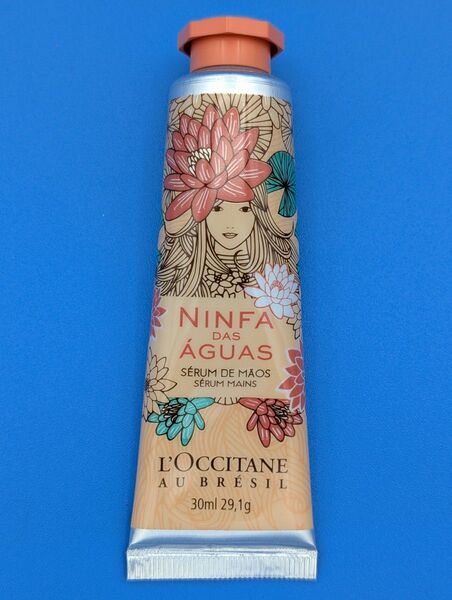 NINFA
DAS
ÁGUAS
SÉRUM DE MÃOS
SÉRUM MAINS
L'OCCITANE
AU BRÉSIL
30ml 29,1g